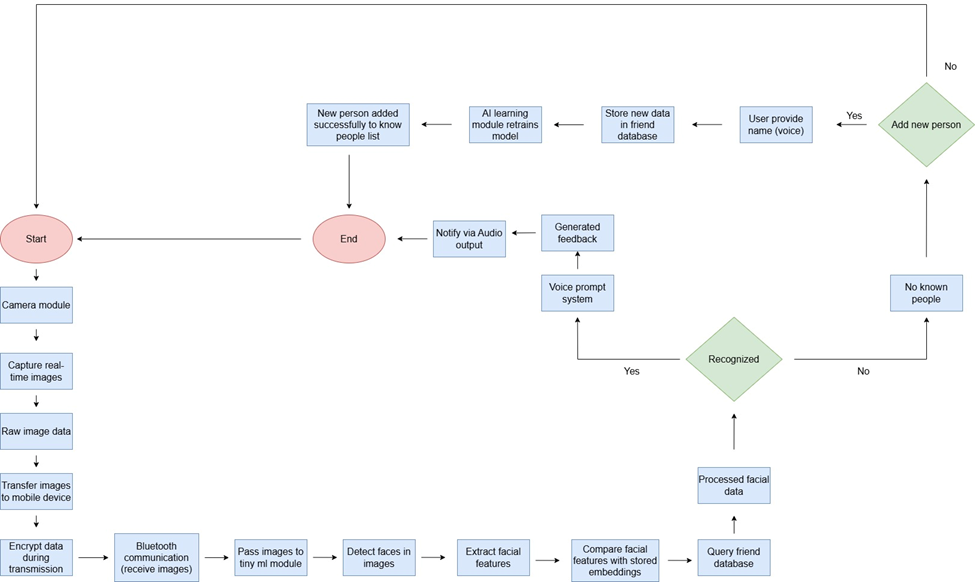 No
New person added
successfully to know
people list
AI learning
module retrains
model
Store new data
in friend
database
User provide
name (voice)
Yes
Add new person
Start
End
Notify via Audio
output
Generated
feedback
Voice prompt
system
No known
people
Camera module
Capture real-
time images
Recognized
Yes
No
Raw image data
Transfer images
to mobile device
Processed facial
data
Encrypt data
during
transmission
Bluetooth
communication
(receive images)
Pass images to
tiny ml module
Detect faces in
images
Extract facial
features
Compare facial
features with stored
embeddings
Query friend
database